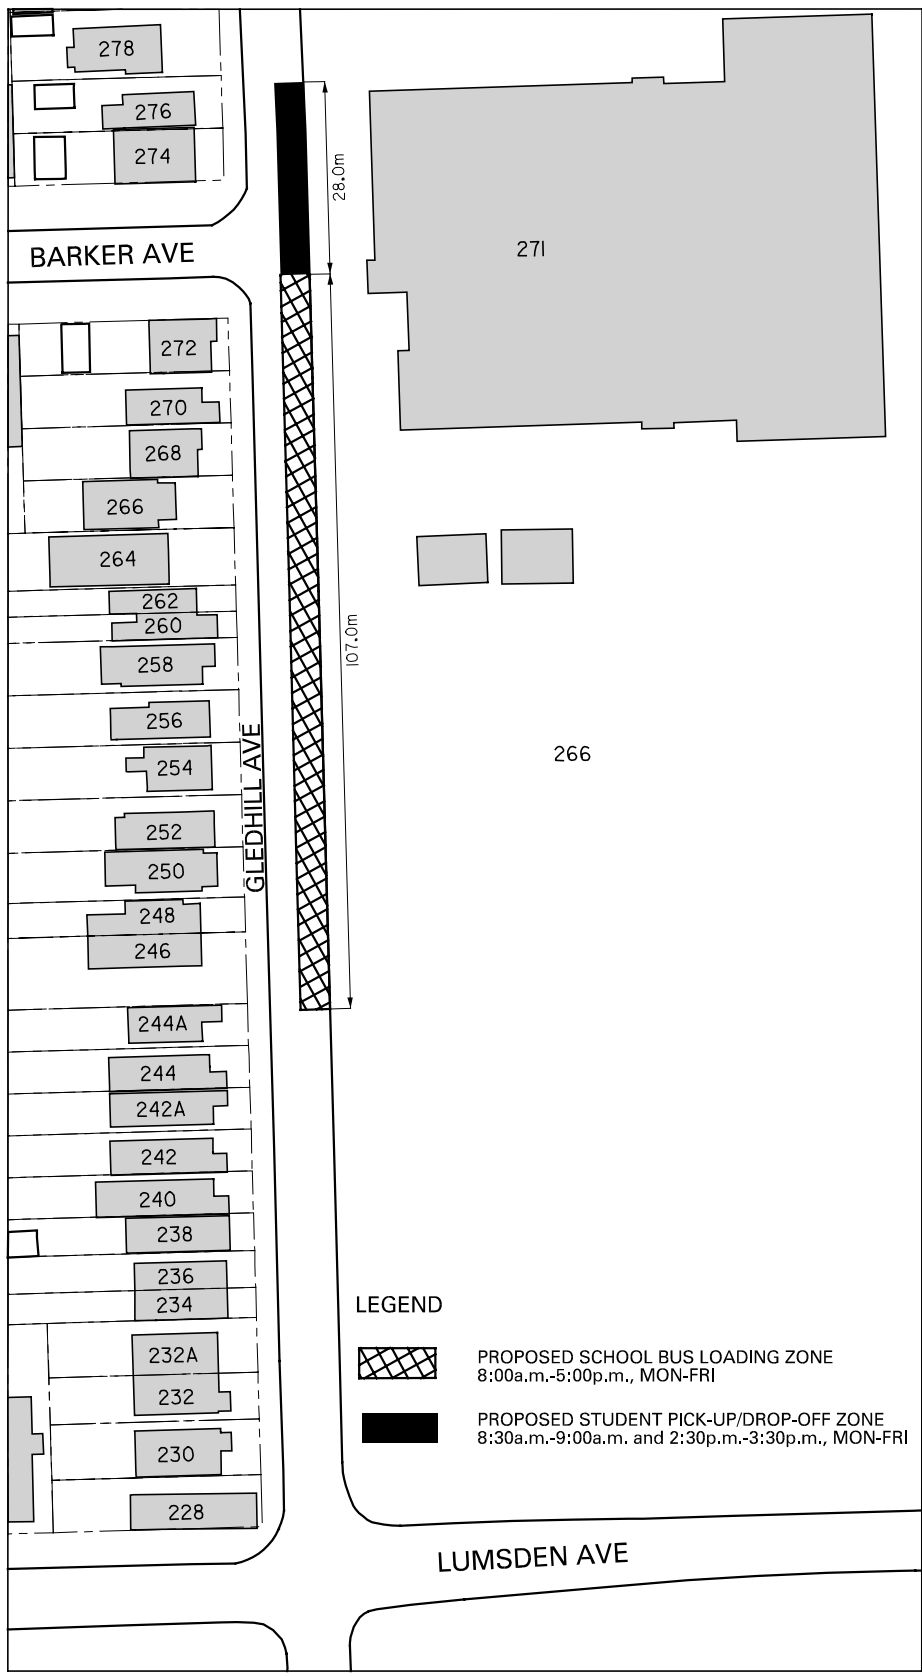 278
276
274
28.0m
BARKER AVE
271
272
270
268
266
264
262
260
258
107.0m
256
GLEDHILL AVE
254
266
252
250
248
246
244A
244
242A
242
240
238
236
234
LEGEND
232A
PROPOSED SCHOOL BUS LOADING ZONE
8:00a.m.-5:00p.m., MON-FRI
232
PROPOSED STUDENT PICK-UP/DROP-OFF ZONE
8:30a.m.-9:00a.m. and 2:30p.m.-3:30p.m., MON-FRI
230
228
LUMSDEN AVE